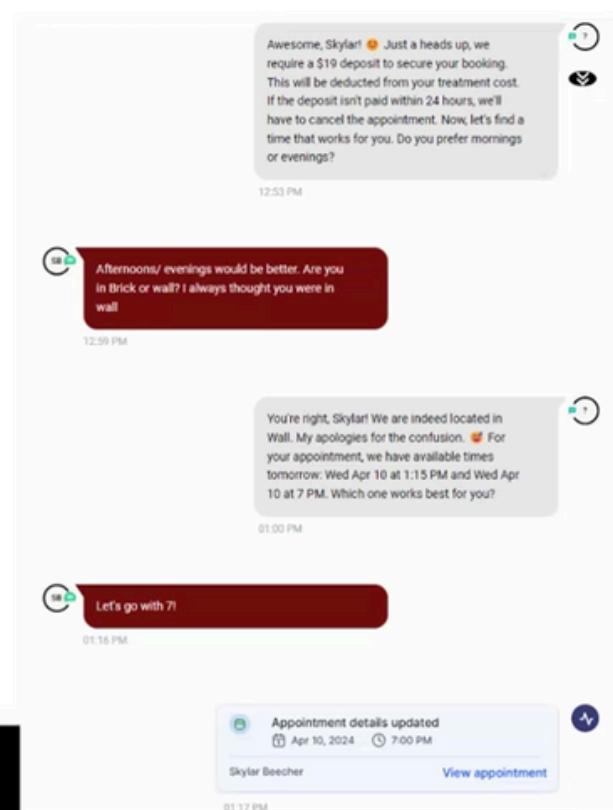 Awesome, Skylar! 😊 Just a heads up, we
require a $19 deposit to secure your booking.
This will be deducted from your treatment cost.
If the deposit isn't paid within 24 hours, we'll
have to cancel the appointment. Now, let's find a
time that works for you. Do you prefer mornings
or evenings?
?
12:53 PM
SB
Afternoons/ evenings would be better. Are you
in Brick or wall? I always thought you were in
wall
12:59 PM
You're right, Skylar! We are indeed located in
Wall. My apologies for the confusion. 😅 For
your appointment, we have available times
tomorrow: Wed Apr 10 at 1:15 PM and Wed Apr
10 at 7 PM. Which one works best for you?
?
01:00 PM
SB
Let's go with 7!
01:16 PM
Appointment details updated
Apr 10, 2024 7:00 PM
Skylar Beecher View appointment
01:17 PM